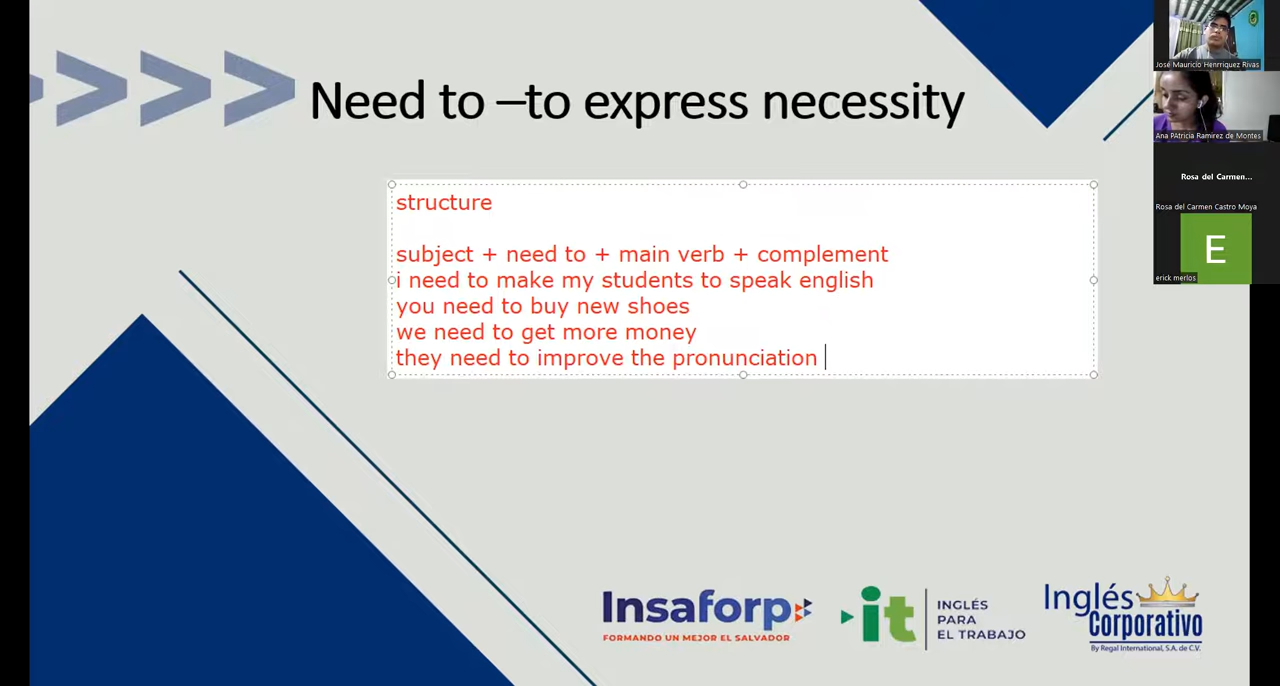 Need to –to express necessity
structure
subject + need to + main verb + complement
i need to make my students to speak english
you need to buy new shoes
we need to get more money
they need to improve the pronunciation
José Mauricio Henrriquez Rivas
Ana PAtricia Ramirez de Montes
Rosa del Carmen...
Rosa del Carmen Castro Moya
E
erick merlos
Insaforp
FORMANDO UN MEJOR EL SALVADOR
it
INGLÉS
PARA
EL TRABAJO
Inglés
Corporativo
By Regal International, S.A. de C.V.